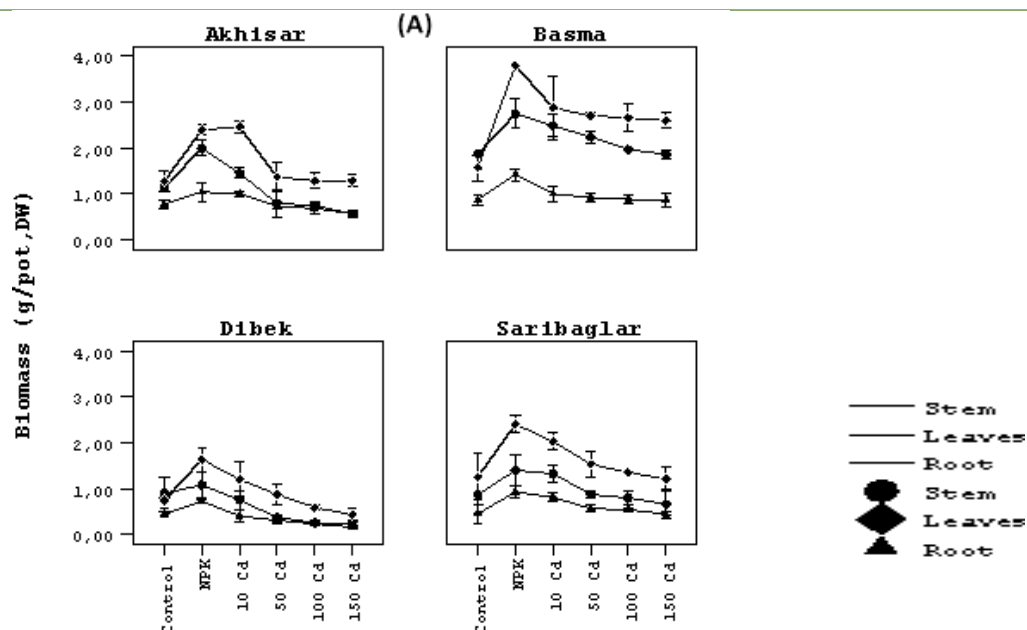 (A)
Akhisar
Basma
4,00
3,00
2,00
1,00
0,00
Biomass (g/pot,DW)
Dibek
Saribaglar
4,00
3,00
2,00
1,00
0,00
Control
NPK
10 Cd
50 Cd
100 Cd
150 Cd
Control
NPK
10 Cd
50 Cd
100 Cd
150 Cd
Stem
Leaves
Root
Stem
Leaves
Root